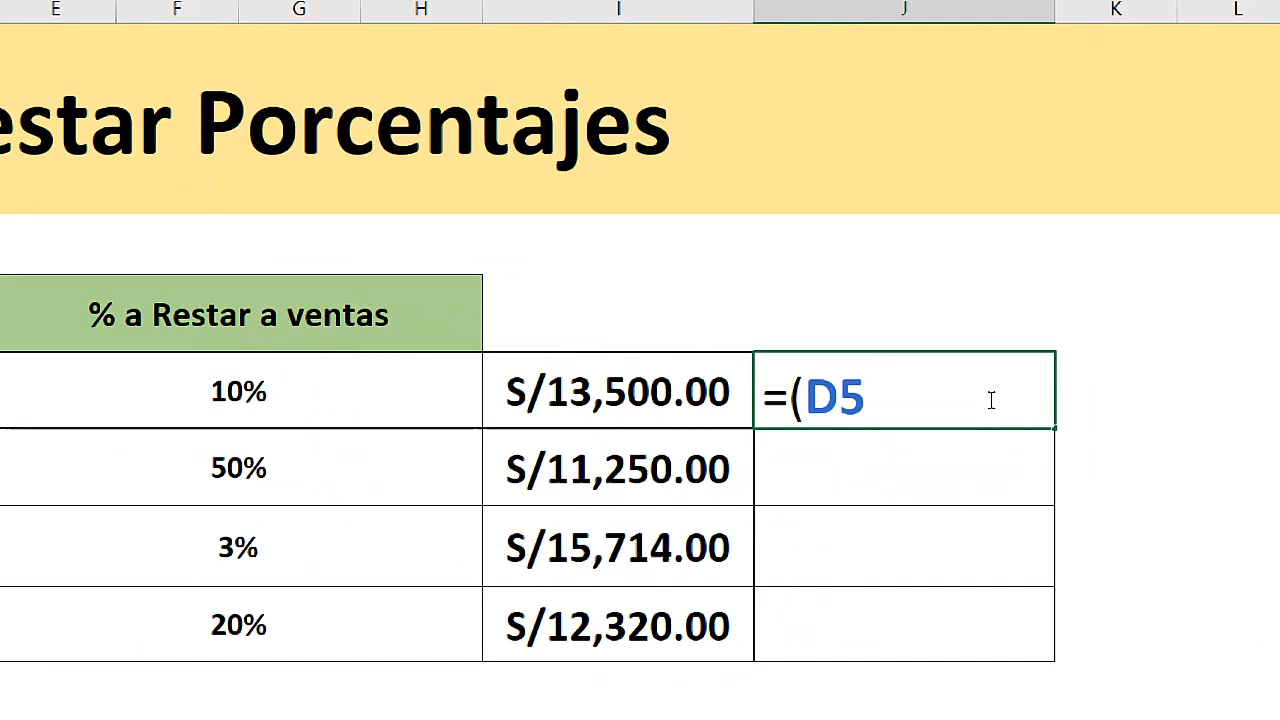 E F G H I J K L
estar Porcentajes
% a Restar a ventas
10% S/13,500.00 =(D5
50% S/11,250.00
3% S/15,714.00
20% S/12,320.00